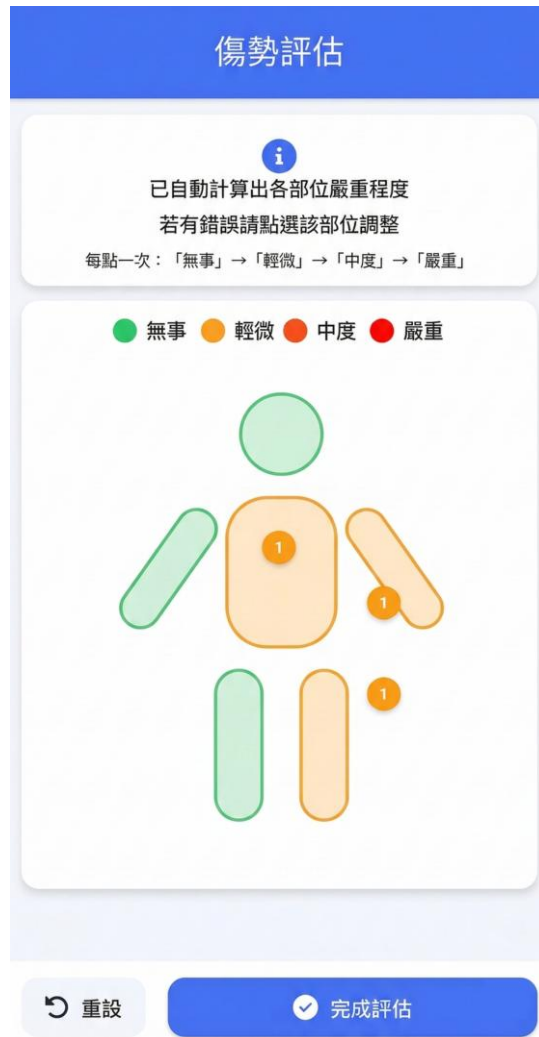 傷勢評估
i
已自動計算出各部位嚴重程度
若有錯誤請點選該部位調整
每點一次：「無事」→「輕微」→「中度」→「嚴重」
無事 輕微 中度 嚴重
1
1
1
重設 完成評估